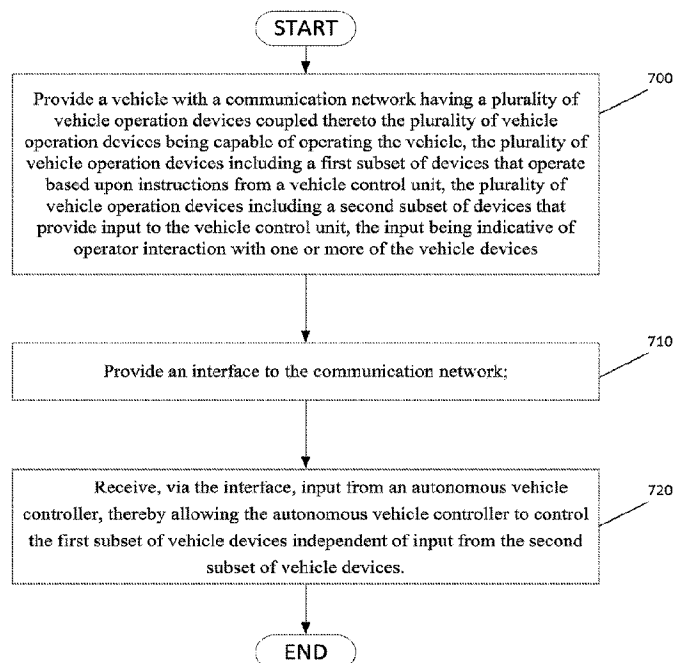 START
700
Provide a vehicle with a communication network having a plurality of
vehicle operation devices coupled thereto the plurality of vehicle
operation devices being capable of operating the vehicle, the plurality of
vehicle operation devices including a first subset of devices that operate
based upon instructions from a vehicle control unit, the plurality of
vehicle operation devices including a second subset of devices that
provide input to the vehicle control unit, the input being indicative of
operator interaction with one or more of the vehicle devices
710
Provide an interface to the communication network;
720
Receive, via the interface, input from an autonomous vehicle
controller, thereby allowing the autonomous vehicle controller to control
the first subset of vehicle devices independent of input from the second
subset of vehicle devices.
END